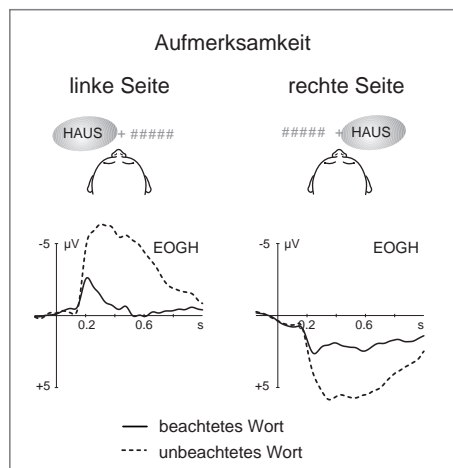 Aufmerksamkeit
linke Seite
rechte Seite
HAUS + #####
##### + HAUS
-5
µV
EOGH
0.2
0.6
s
+5
-5
µV
EOGH
0.2
0.6
s
+5
beachtetes Wort
unbeachtetes Wort